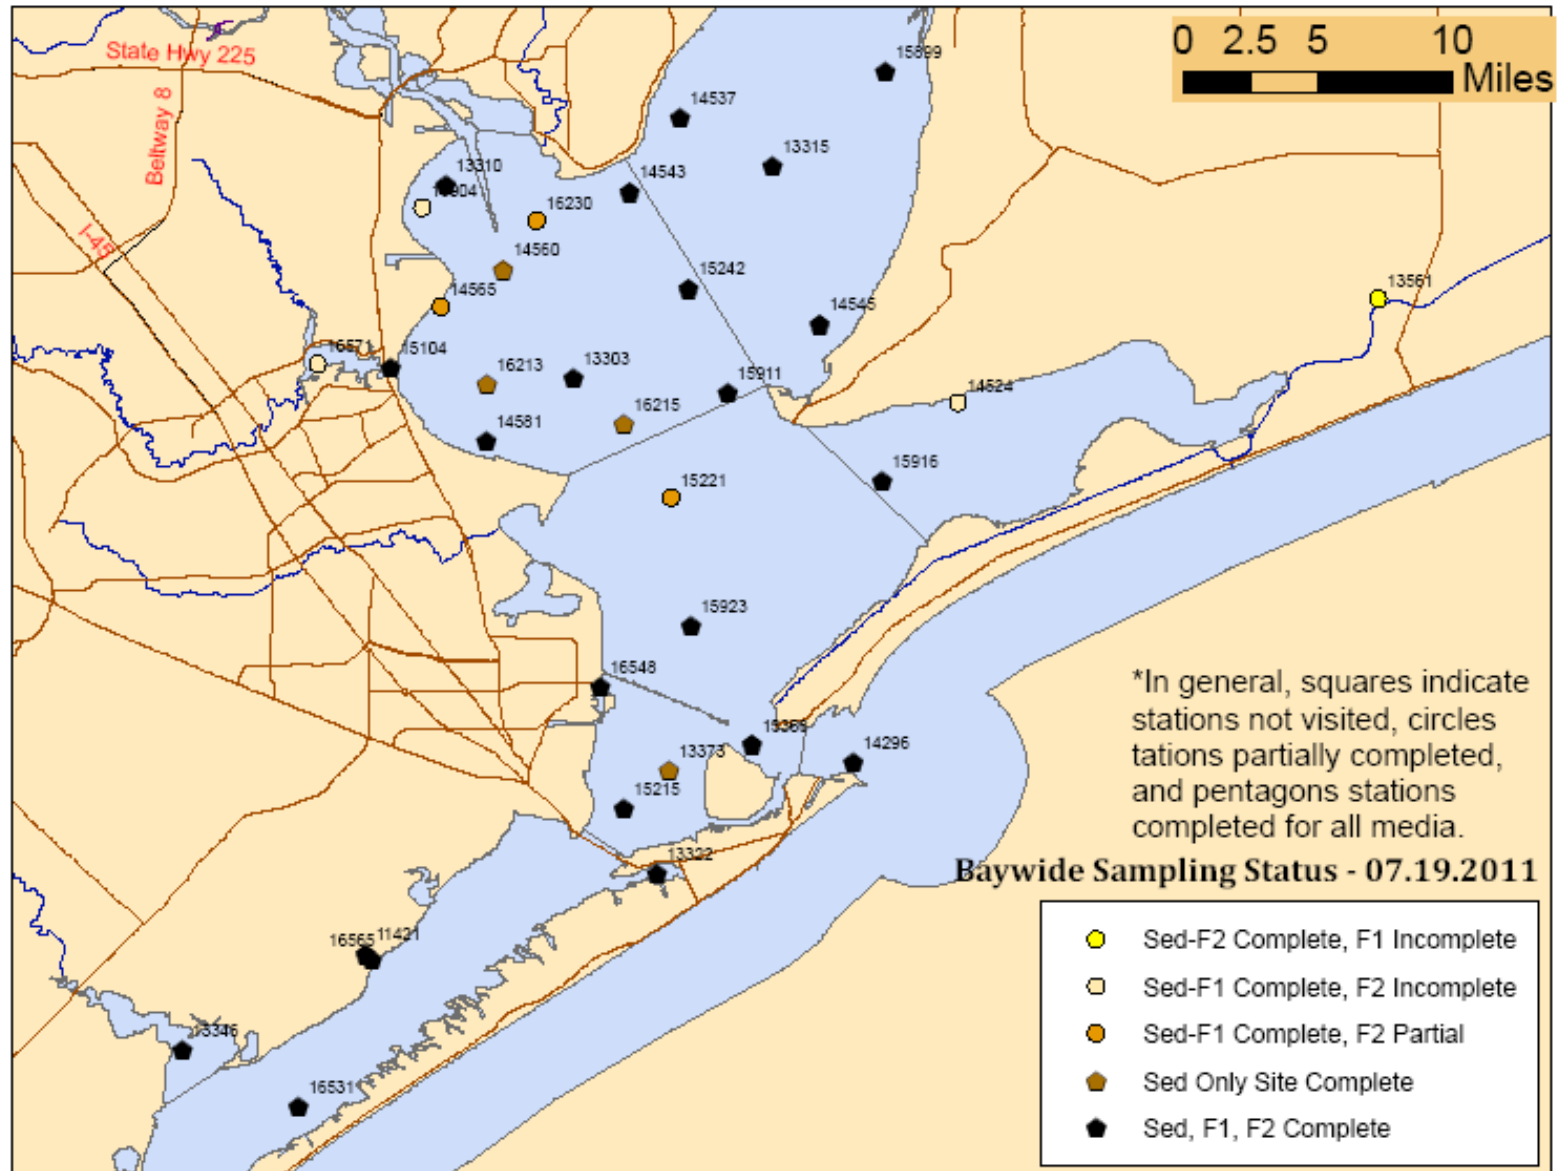 0 2.5 5 10
Miles
State Hwy 225
Beltway 8
I-45
15899
14537
13315
13310
14543
16230
14560
15242
14565
14545
13561
16571
15104
16213
13303
15911
14524
16215
14581
15916
15221
15923
16548
14296
13373
15215
13322
16565
11421
13346
16531
*In general, squares indicate
stations not visited, circles
tations partially completed,
and pentagons stations
completed for all media.
Baywide Sampling Status - 07.19.2011
Sed-F2 Complete, F1 Incomplete
Sed-F1 Complete, F2 Incomplete
Sed-F1 Complete, F2 Partial
Sed Only Site Complete
Sed, F1, F2 Complete